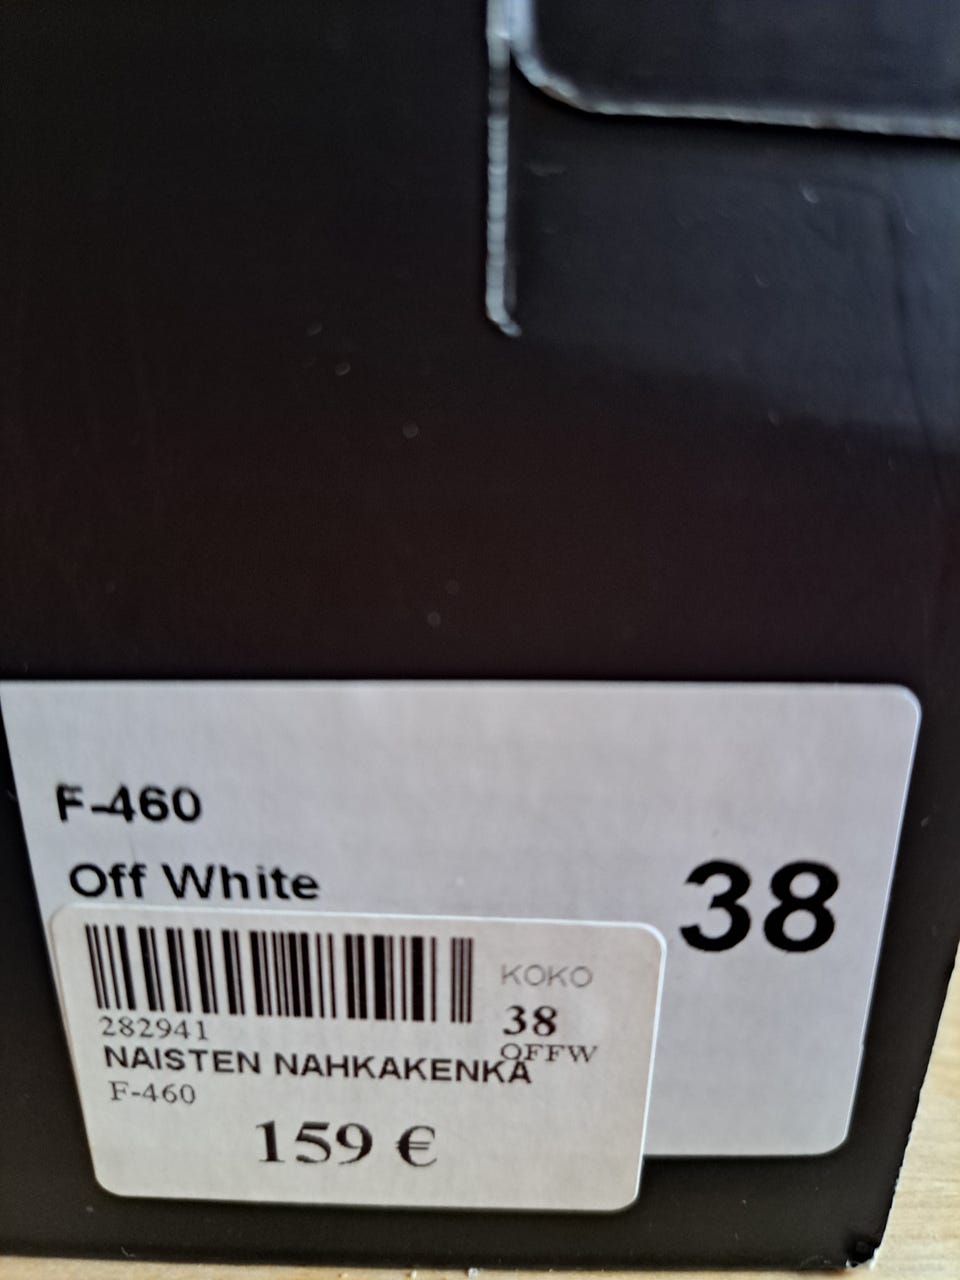 F-460
Off White
38
282941
KOKO
38
OFFW
NAISTEN NAHKAKENKÄ
F-460
159 €